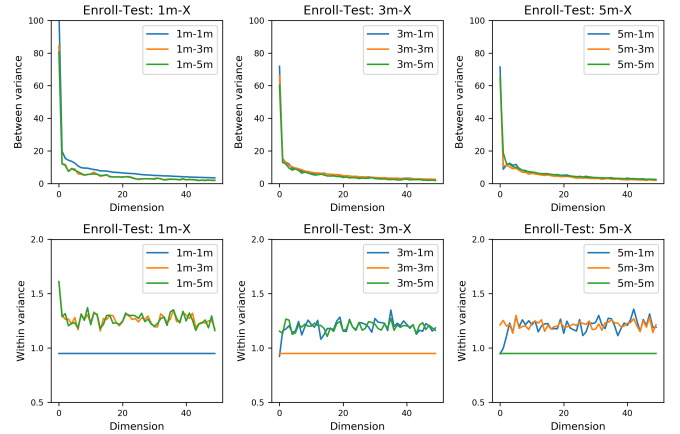 Enroll-Test: 1m-X
Enroll-Test: 3m-X
Enroll-Test: 5m-X
100
80
60
40
20
0
Between variance
1m-1m
1m-3m
1m-5m
0
20
40
Dimension
100
80
60
40
20
0
Between variance
3m-1m
3m-3m
3m-5m
0
20
40
Dimension
100
80
60
40
20
0
Between variance
5m-1m
5m-3m
5m-5m
0
20
40
Dimension
Enroll-Test: 1m-X
Enroll-Test: 3m-X
Enroll-Test: 5m-X
2.0
1.5
1.0
0.5
Within variance
1m-1m
1m-3m
1m-5m
0
20
40
Dimension
2.0
1.5
1.0
0.5
Within variance
3m-1m
3m-3m
3m-5m
0
20
40
Dimension
2.0
1.5
1.0
0.5
Within variance
5m-1m
5m-3m
5m-5m
0
20
40
Dimension